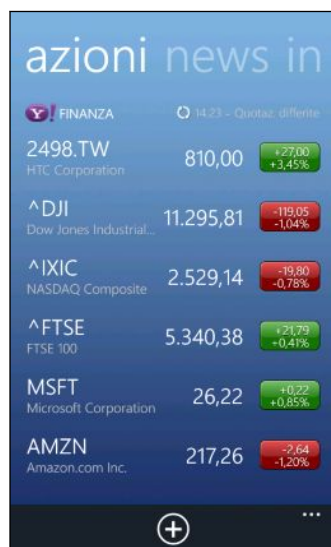 azioni news in
Y! FINANZA 14.23 – Quotaz. differite
2498.TW 810,00 +27,00
HTC Corporation +3,45%
^DJI 11.295,81 -119,05
Dow Jones Industrial... -1,04%
^IXIC 2.529,14 -19,80
NASDAQ Composite -0,78%
^FTSE 5.340,38 +21,79
FTSE 100 +0,41%
MSFT 26,22 +0,22
Microsoft Corporation +0,85%
AMZN 217,26 -2,64
Amazon.com Inc. -1,20%